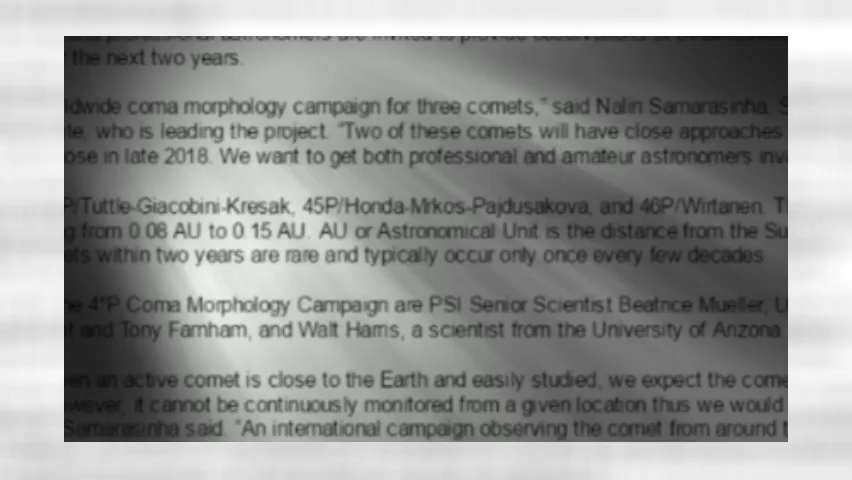 the next two years.
ldwide coma morphology campaign for three comets," said Nalin Samarasinha, S
te, who is leading the project. "Two of these comets will have close approaches
ose in late 2018. We want to get both professional and amateur astronomers inv
P/Tuttle-Giacobini-Kresak, 45P/Honda-Mrkos-Pajdusakova, and 46P/Wirtanen. T
g from 0.08 AU to 0.15 AU. AU or Astronomical Unit is the distance from the Su
ets within two years are rare and typically occur only once every few decades.
e 4*P Coma Morphology Campaign are PSI Senior Scientist Beatrice Mueller, U
and Tony Farnham, and Walt Harris, a scientist from the University of Arizona
en an active comet is close to the Earth and easily studied, we expect the come
wever, it cannot be continuously monitored from a given location thus we would
Samarasinha said. "An international campaign observing the comet from around t